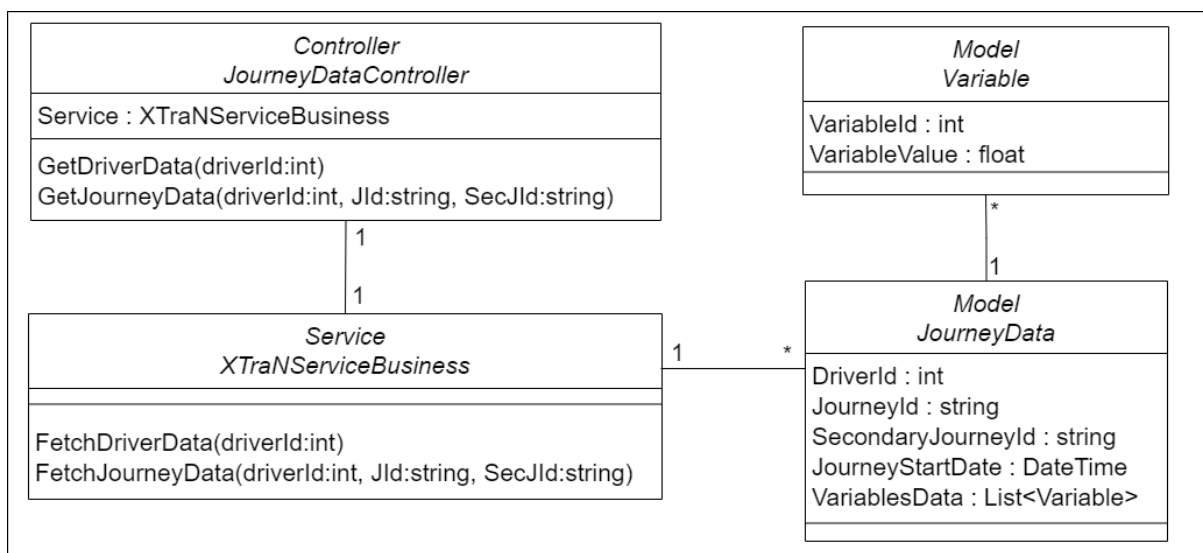 Controller
JourneyDataController
Service : XTraNServiceBusiness
GetDriverData(driverId:int)
GetJourneyData(driverId:int, JId:string, SecJId:string)
1
1
Service
XTraNServiceBusiness
FetchDriverData(driverId:int)
FetchJourneyData(driverId:int, JId:string, SecJId:string)
1
*
Model
Variable
VariableId : int
VariableValue : float
*
1
Model
JourneyData
DriverId : int
JourneyId : string
SecondaryJourneyId : string
JourneyStartDate : DateTime
VariablesData : List<Variable>